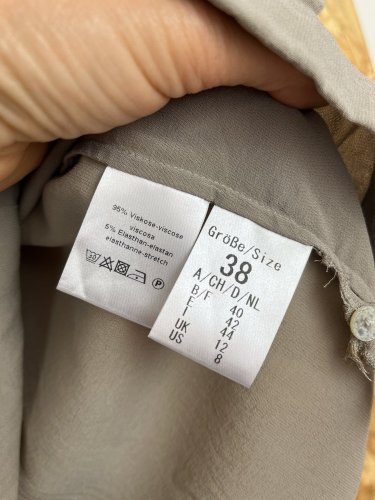 95% Viskose-viscose
viscosa
5% Elasthan-elastan
elasthanne-stretch
P
Größe/Size
38
A/CH/D/NL
B/F 40
E 42
I 44
UK 12
US 8